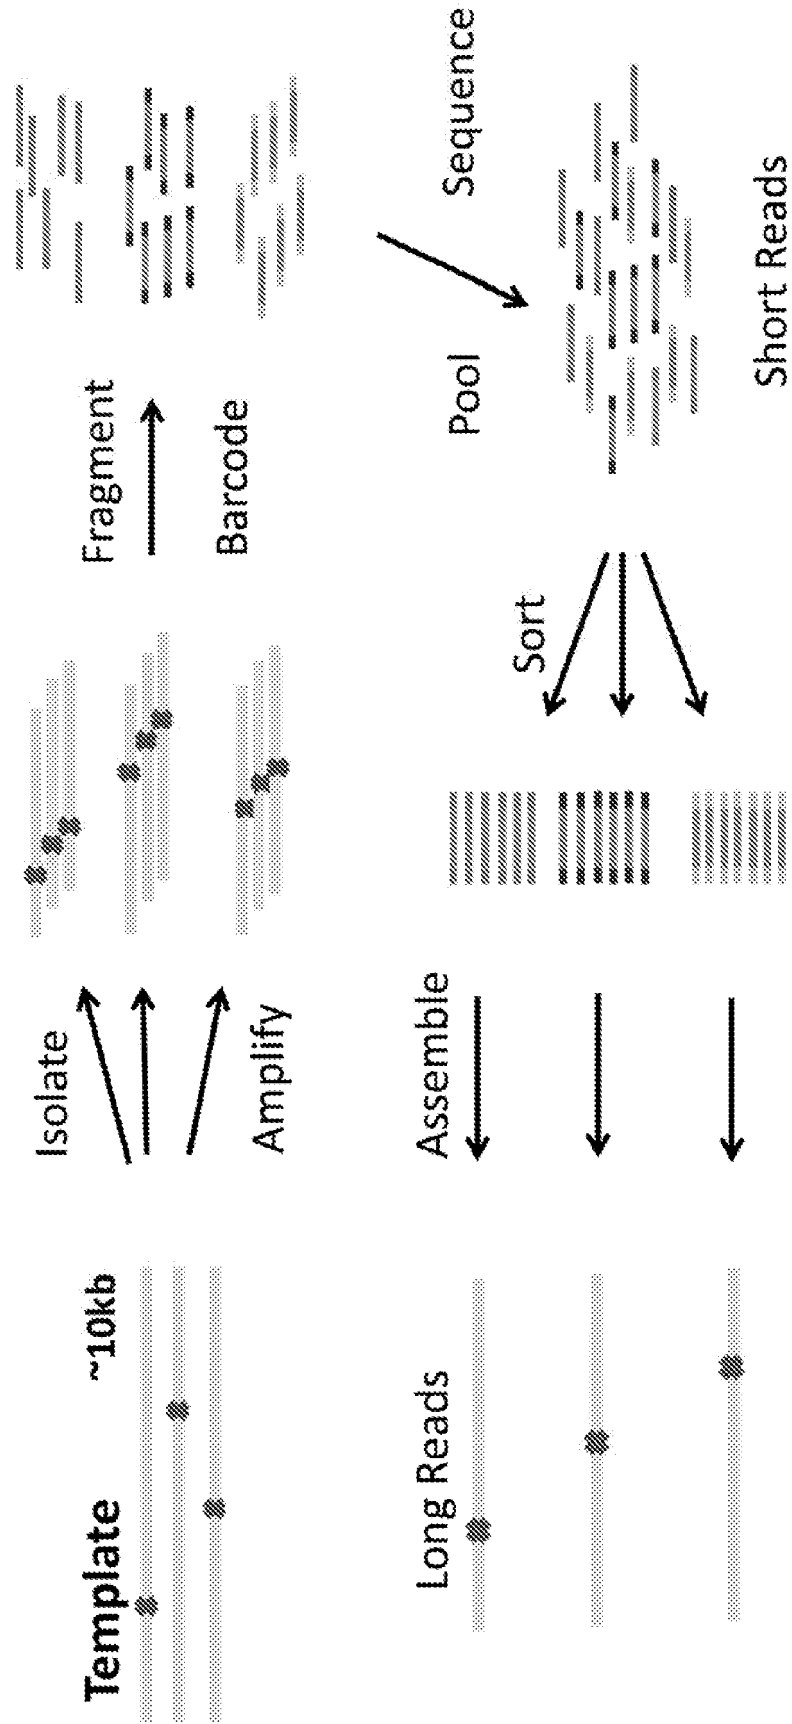 Template
~10kb
Isolate
Amplify
Fragment
Barcode
Pool
Sequence
Short Reads
Sort
Assemble
Long Reads